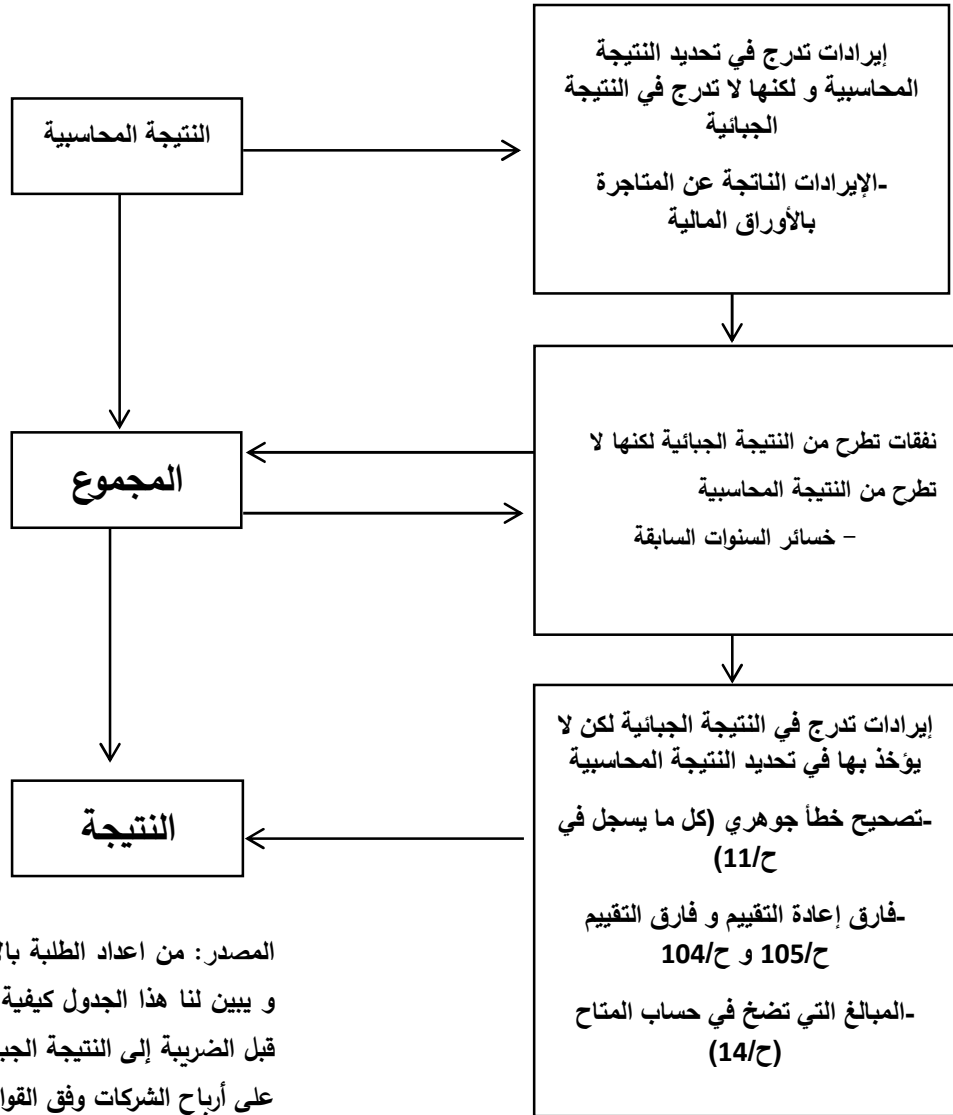 النتيجة المحاسبية
إيرادات تدرج في تحديد النتيجة
المحاسبية و لكنها لا تدرج في النتيجة
الجبائية
-الإيرادات الناتجة عن المتاجرة
بالأوراق المالية
المجموع
نفقات تطرح من النتيجة الجبائية لكنها لا
تطرح من النتيجة المحاسبية
– خسائر السنوات السابقة
النتيجة
إيرادات تدرج في النتيجة الجبائية لكن لا
يؤخذ بها في تحديد النتيجة المحاسبية
-تصحيح خطأ جوهري (كل ما يسجل في
ح/11)
-فارق إعادة التقييم و فارق التقييم
ح/105 و ح/104
-المبالغ التي تضخ في حساب المتاح
(ح/14)
المصدر: من اعداد الطلبة
و يبين لنا هذا الجدول كيفية
قبل الضريبة إلى النتيجة
على أرباح الشركات وفق